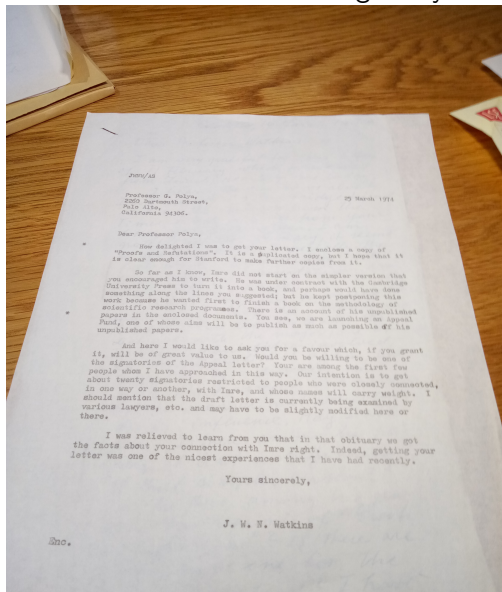 JWNW/AS
Professor G. Polya,
2260 Dartmouth Street,
Palo Alto,
California 94306.
25 March 1974
Dear Professor Polya,
How delighted I was to get your letter. I enclose a copy of
"Proofs and Refutations". It is a duplicated copy, but I hope that it
is clear enough for Stanford to make further copies from it.
So far as I know, Imre did not start on the simpler version that
you encouraged him to write. He was under contract with the Cambridge
University Press to turn it into a book, and perhaps would have done
something along the lines you suggested; but he kept postponing this
work because he wanted first to finish a book on the methodology of
scientific research programmes. There is an account of his unpublished
papers in the enclosed documents. You see, we are launching an Appeal
Fund, one of whose aims will be to publish as much as possible of his
unpublished papers.
And here I would like to ask you for a favour which, if you grant
it, will be of great value to us. Would you be willing to be one of
the signatories of the Appeal letter? Your are among the first few
people whom I have approached in this way. Our intention is to get
about twenty signatories restricted to people who were closely connected,
in one way or another, with Imre, and whose names will carry weight. I
should mention that the draft letter is currently being examined by
various lawyers, etc. and may have to be slightly modified here or
there.
I was relieved to learn from you that in that obituary we got
the facts about your connection with Imre right. Indeed, getting your
letter was one of the nicest experiences that I have had recently.
Yours sincerely,
J. W. N. Watkins
Enc.